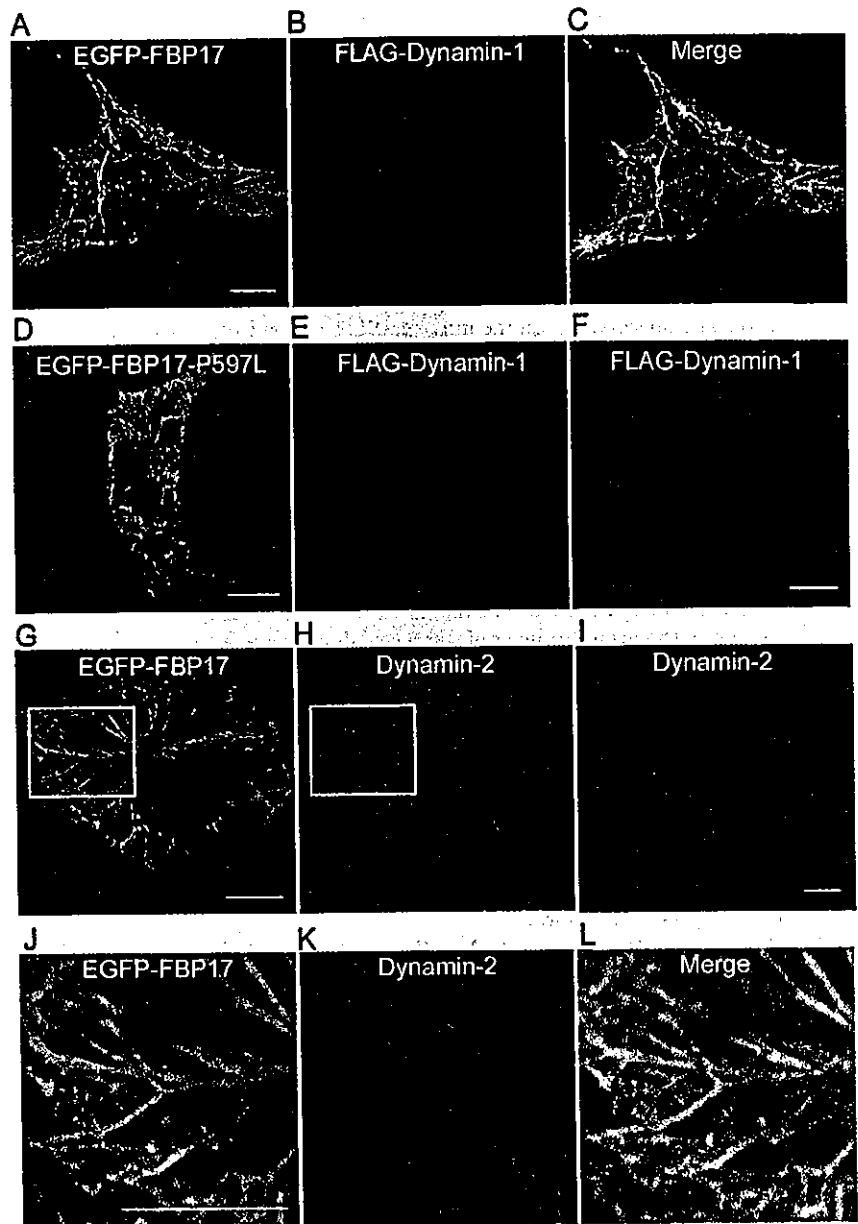 A
EGFP-FBP17
B
FLAG-Dynamin-1
C
Merge
D
EGFP-FBP17-P597L
E
FLAG-Dynamin-1
F
FLAG-Dynamin-1
G
EGFP-FBP17
H
Dynamin-2
I
Dynamin-2
J
EGFP-FBP17
K
Dynamin-2
L
Merge